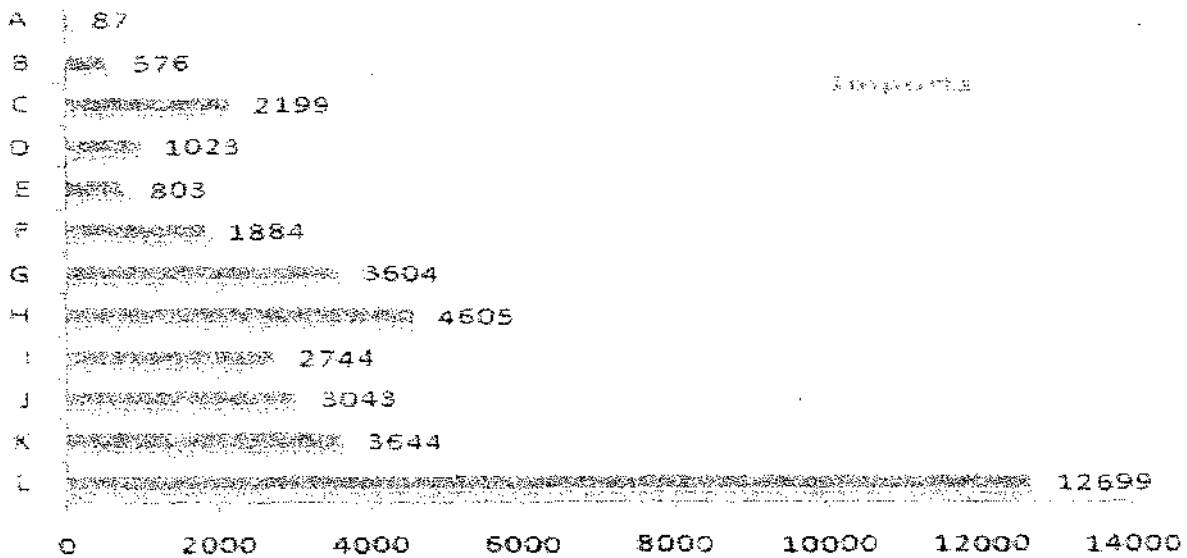 A 87
B 576
C 2199
D 1023
E 803
F 1884
G 3604
H 4605
I 2744
J 3043
K 3644
L 12699
Imports
0 2000 4000 6000 8000 10000 12000 14000